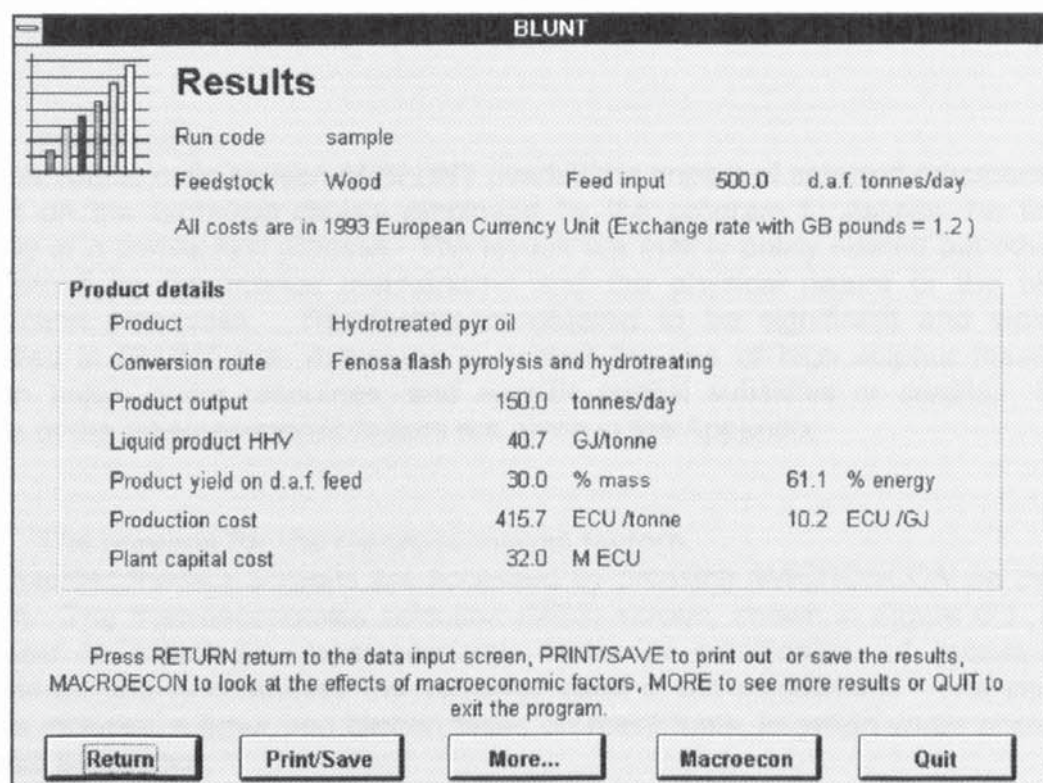 BLUNT
Results
Run code sample
Feedstock Wood Feed input 500.0 d.a.f. tonnes/day
All costs are in 1993 European Currency Unit (Exchange rate with GB pounds = 1.2 )
Product details
Product Hydrotreated pyr oil
Conversion route Fenosa flash pyrolysis and hydrotreating
Product output 150.0 tonnes/day
Liquid product HHV 40.7 GJ/tonne
Product yield on d.a.f. feed 30.0 % mass 61.1 % energy
Production cost 415.7 ECU /tonne 10.2 ECU /GJ
Plant capital cost 32.0 M ECU
Press RETURN return to the data input screen, PRINT/SAVE to print out or save the results,
MACROECON to look at the effects of macroeconomic factors, MORE to see more results or QUIT to
exit the program.
Return Print/Save More... Macroecon Quit